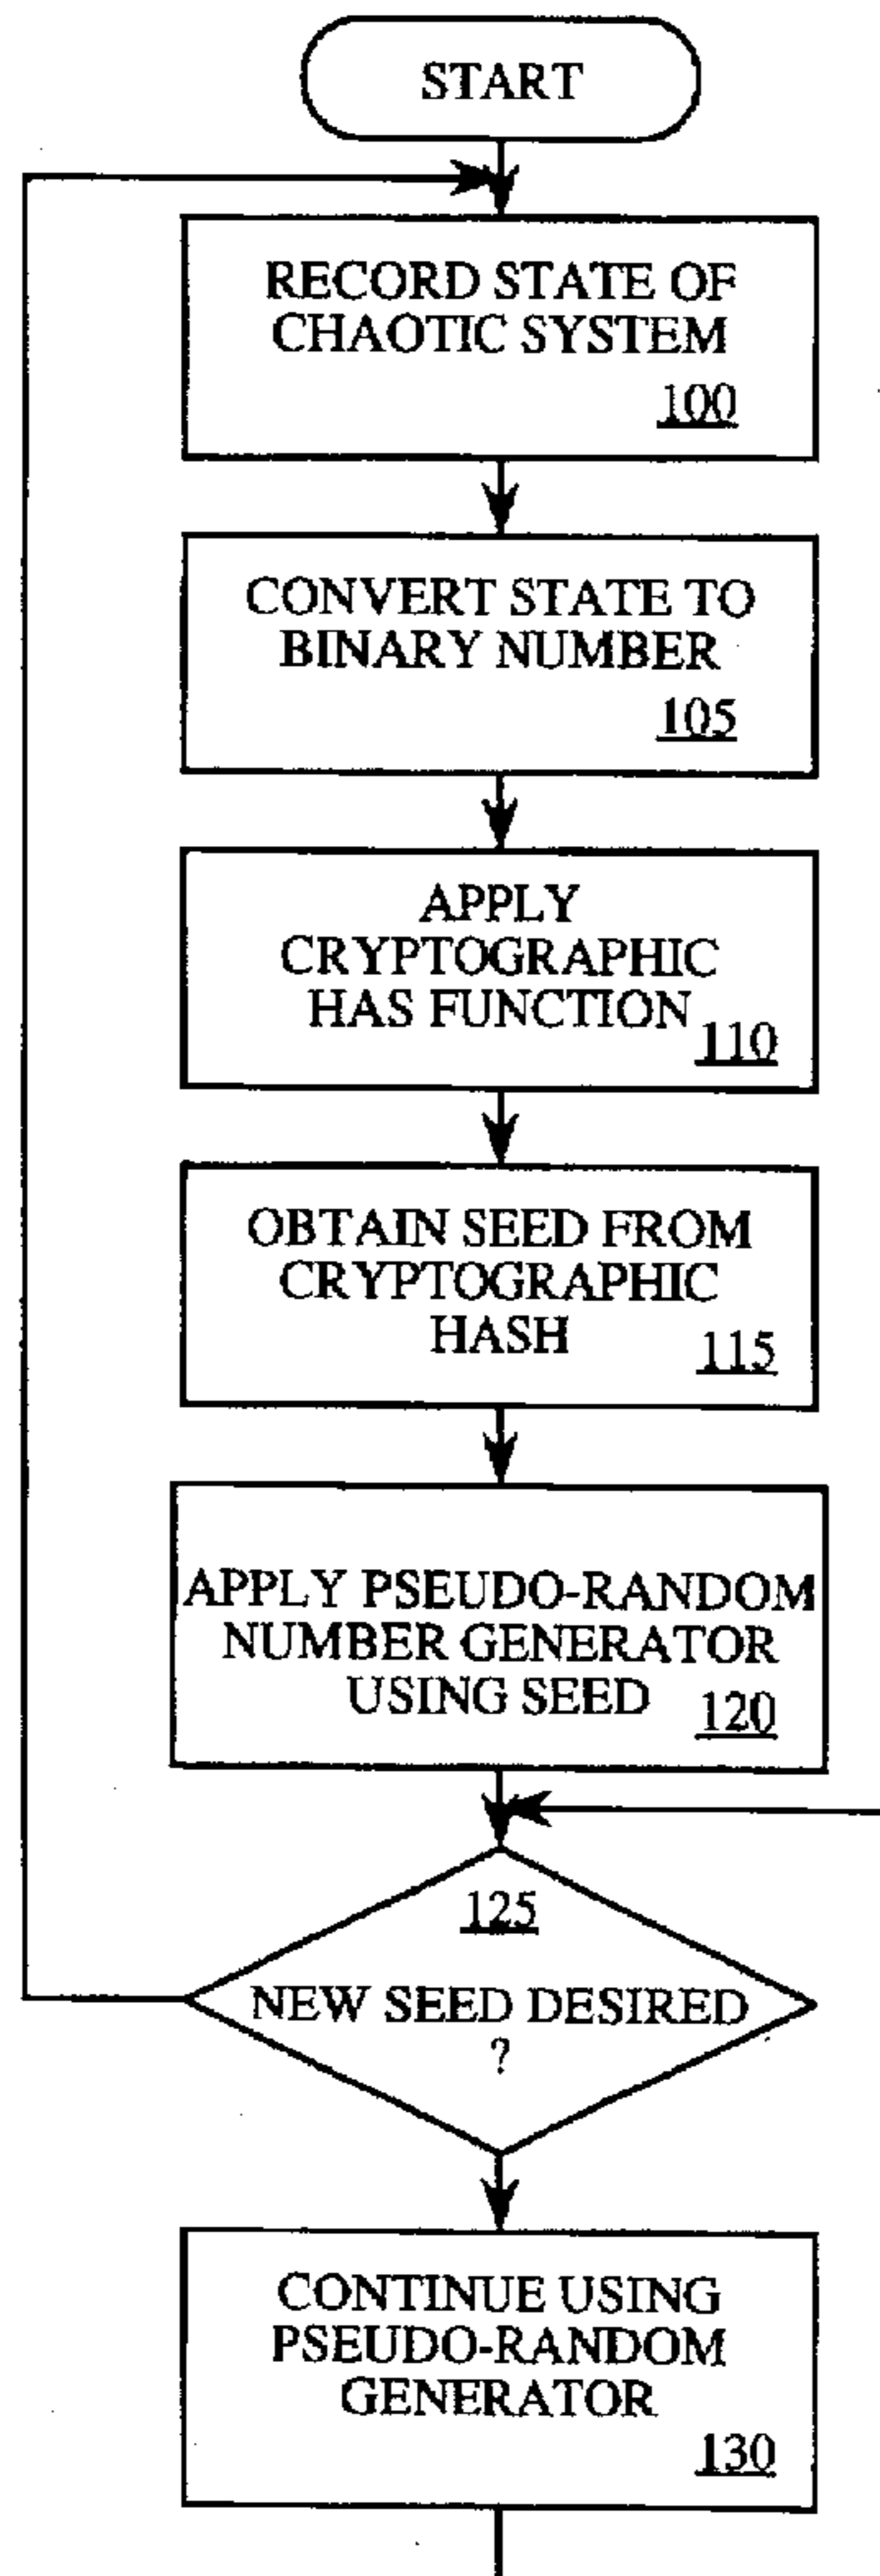 START
RECORD STATE OF
CHAOTIC SYSTEM
100
CONVERT STATE TO
BINARY NUMBER
105
APPLY
CRYPTOGRAPHIC
HAS FUNCTION
110
OBTAIN SEED FROM
CRYPTOGRAPHIC
HASH
115
APPLY PSEUDO-RANDOM
NUMBER GENERATOR
USING SEED
120
125
NEW SEED DESIRED
?
CONTINUE USING
PSEUDO-RANDOM
GENERATOR
130